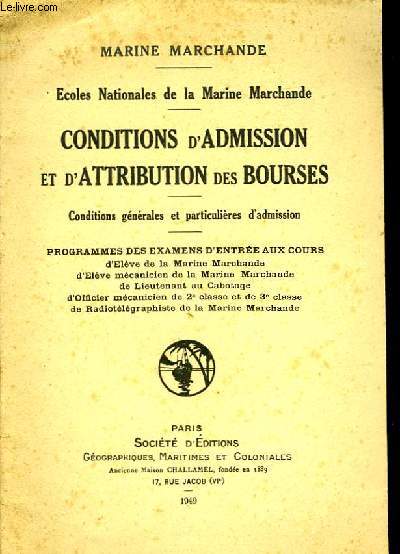 le-livre
MARINE MARCHANDE
Ecoles Nationales de la Marine Marchande
CONDITIONS D'ADMISSION
ET D'ATTRIBUTION DES BOURSES
Conditions générales et particulières d'admission
PROGRAMMES DES EXAMENS D'ENTRÉE AUX COURS
d'Elève de la Marine Marchande
d'Elève mécanicien de la Marine Marchande
de Lieutenant au Cabotage
d'Officier mécanicien de 2e classe et de 3e classe
de Radiotélégraphiste de la Marine Marchande
PARIS
SOCIÉTÉ D'ÉDITIONS
GÉOGRAPHIQUES, MARITIMES ET COLONIALES
Ancienne Maison CHALLAMEL, fondée en 1839
17, RUE JACOB (VIe)
1949